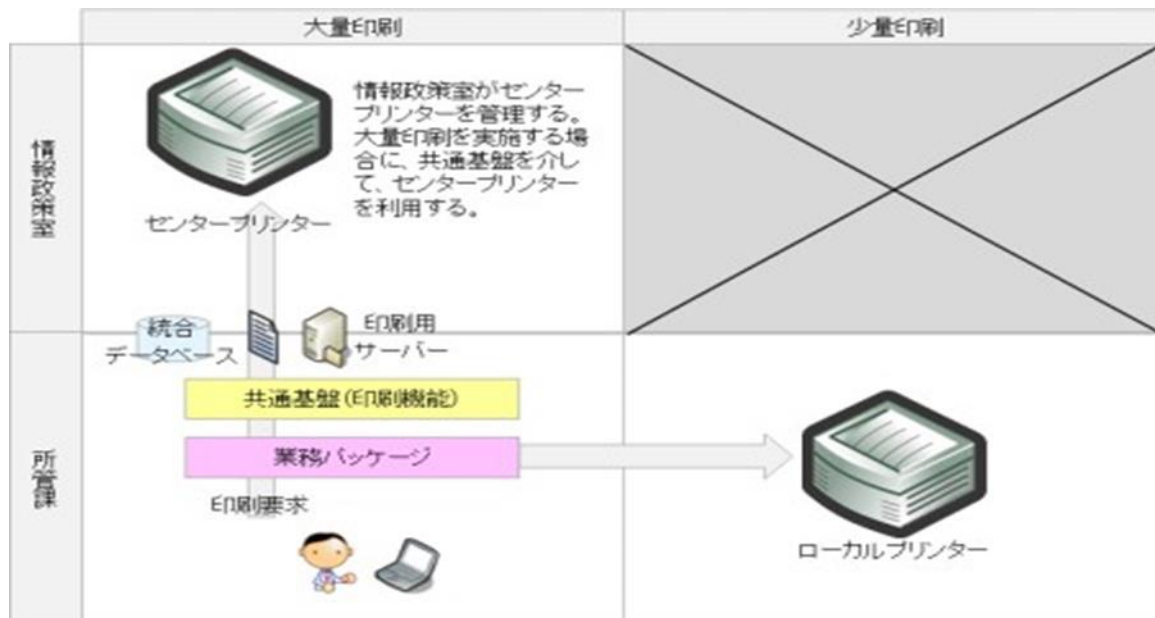 大量印刷
少量印刷
情報政策室
情報政策室がセンター
プリンターを管理する。
大量印刷を実施する場
合に、共通基盤を介し
て、センタープリンター
を利用する。
センタープリンター
統合
データベース
印刷用
サーバー
共通基盤(印刷機能)
所管課
業務パッケージ
印刷要求
ローカルプリンター